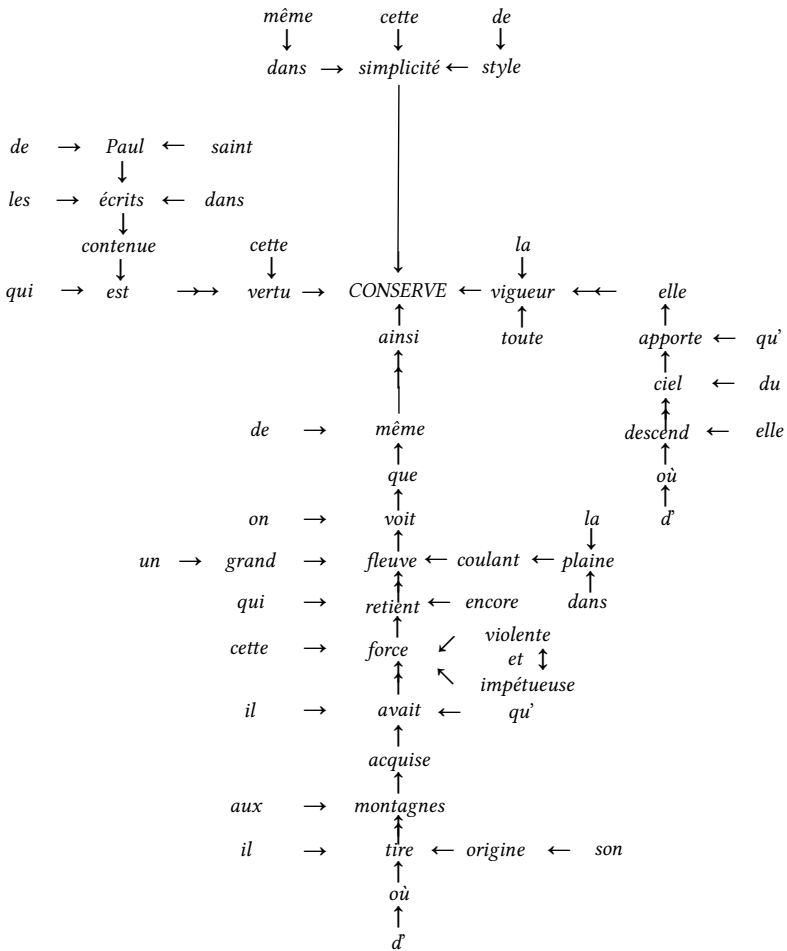 même cette de
dans → simplicité ← style
de → Paul ← saint
les → écrits ← dans
contenue cette la
qui → est →→ vertu → CONSERVE ← vigueur ←← elle
ainsi toute apporte ← qu'
ciel ← du
de → même descend ← elle
que où
on → voit la d'
un → grand → fleuve ← coulant ← plaine
qui → retient ← encore dans
violente
cette → force et
impétueuse
il → avait ← qu'
acquise
aux → montagnes
il → tire ← origine ← son
où
d'